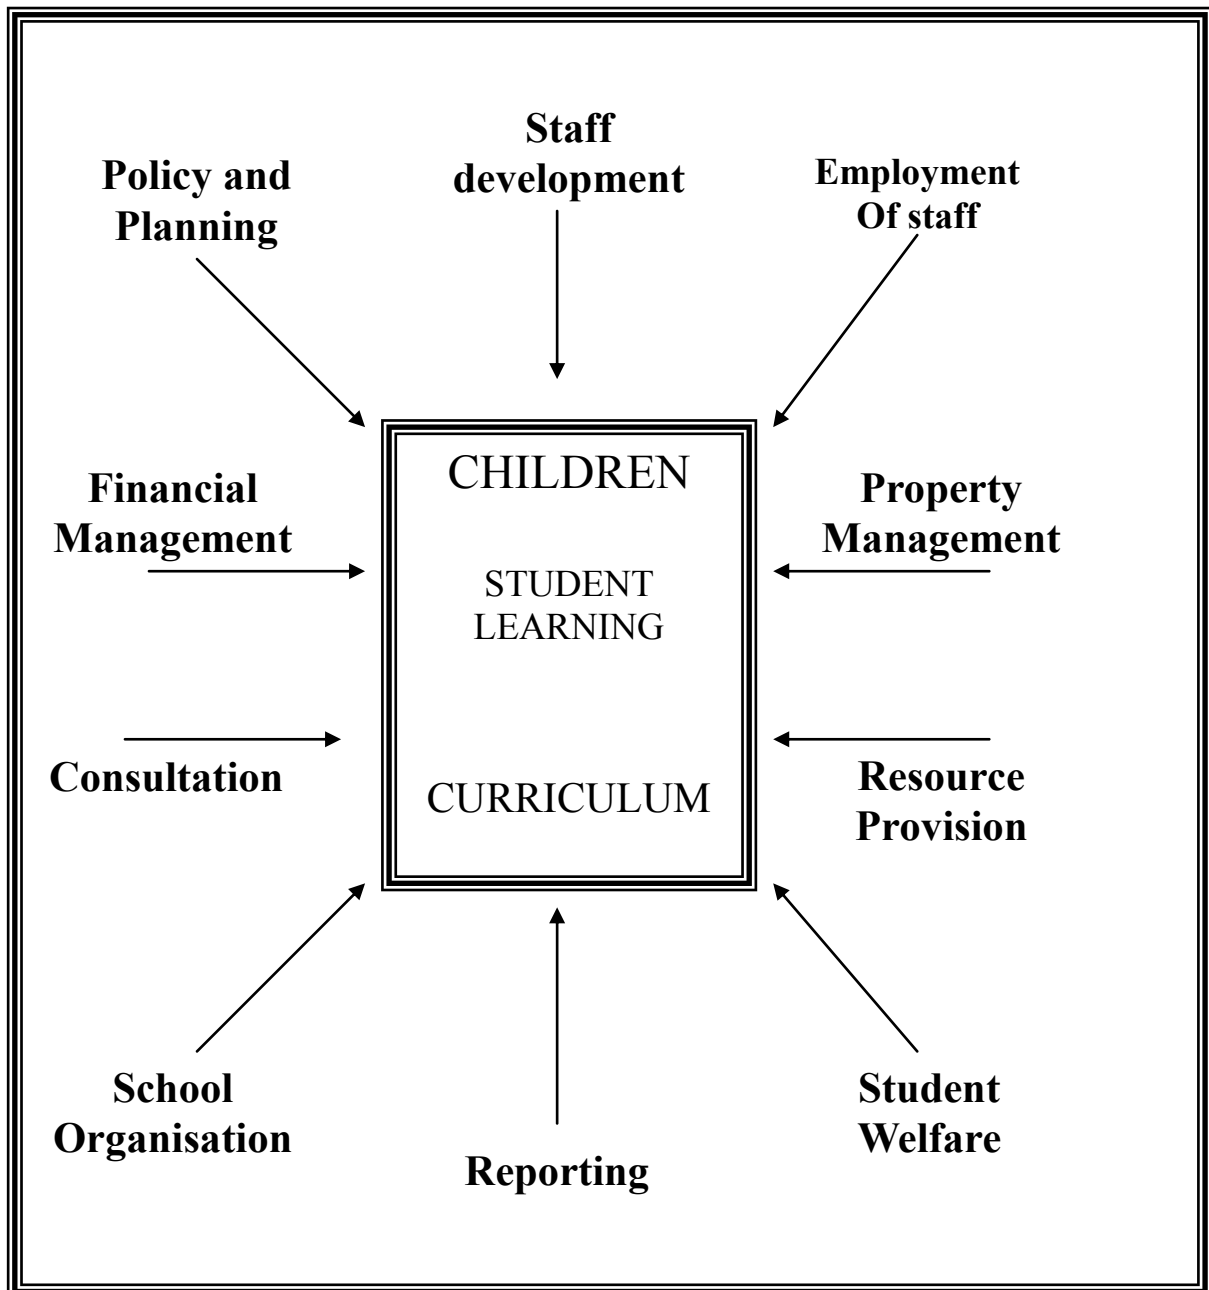 Staff
development
Policy and
Planning
Employment
Of staff
CHILDREN
Financial
Management
Property
Management
STUDENT
LEARNING
Consultation
CURRICULUM
Resource
Provision
School
Organisation
Reporting
Student
Welfare